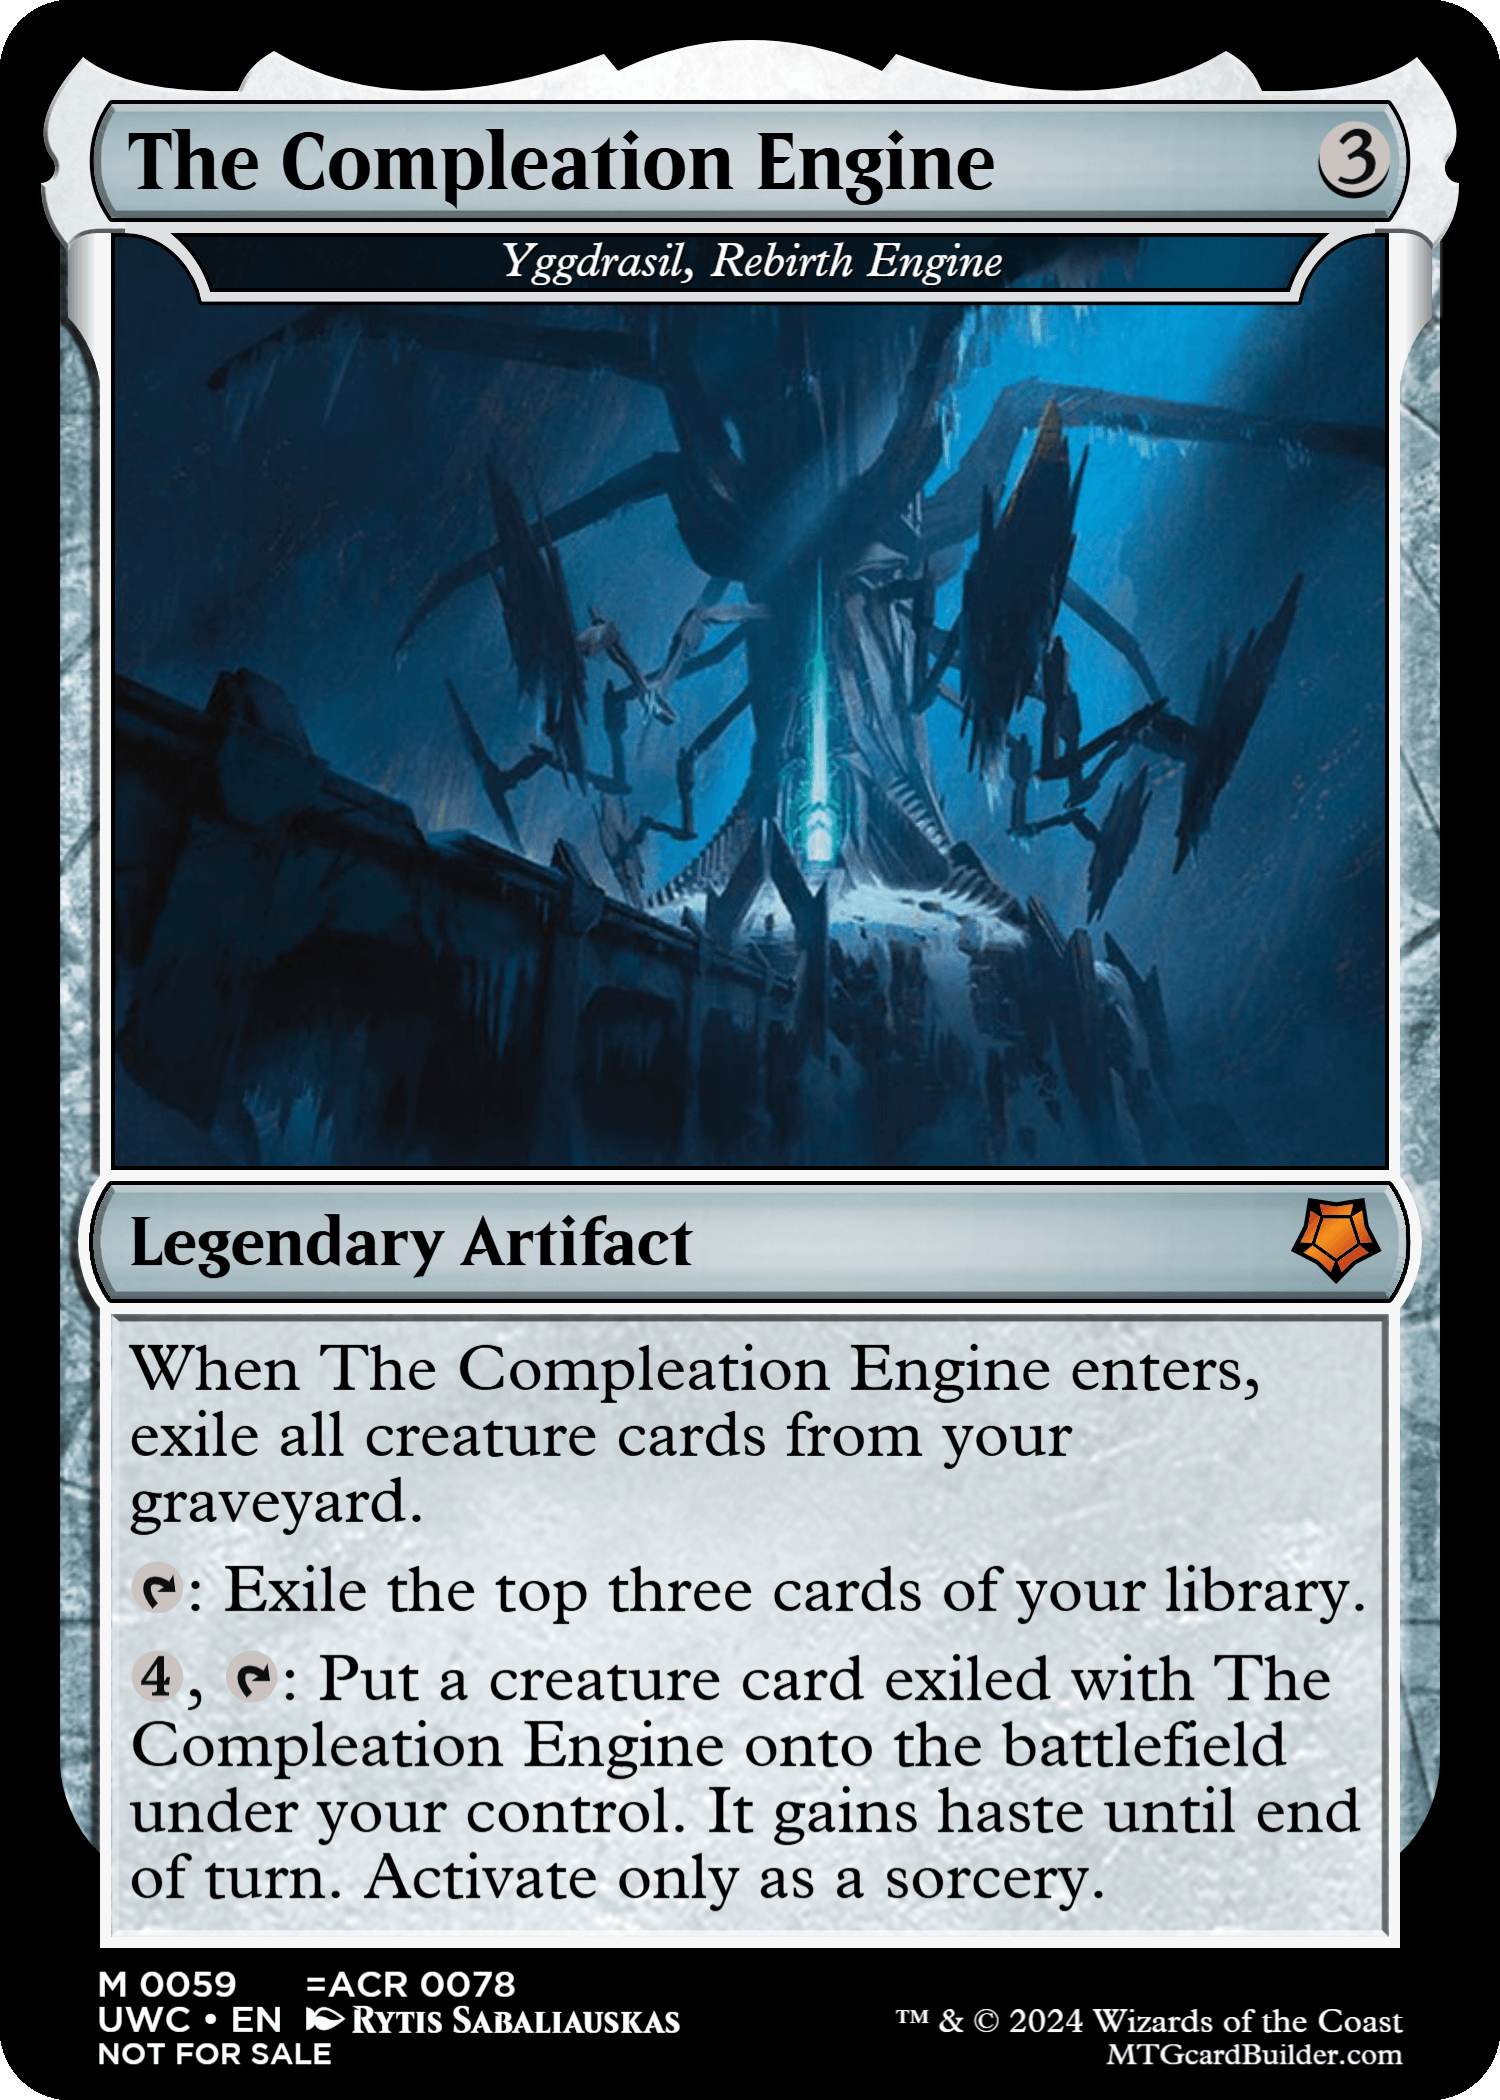 The Compleation Engine 3
Yggdrasil, Rebirth Engine
Legendary Artifact
When The Compleation Engine enters,
exile all creature cards from your
graveyard.
: Exile the top three cards of your library.
4, : Put a creature card exiled with The
Compleation Engine onto the battlefield
under your control. It gains haste until end
of turn. Activate only as a sorcery.
M 0059 =ACR 0078
UWC • EN RYTIS SABALIAUSKAS ™ & © 2024 Wizards of the Coast
NOT FOR SALE MTGcardBuilder.com